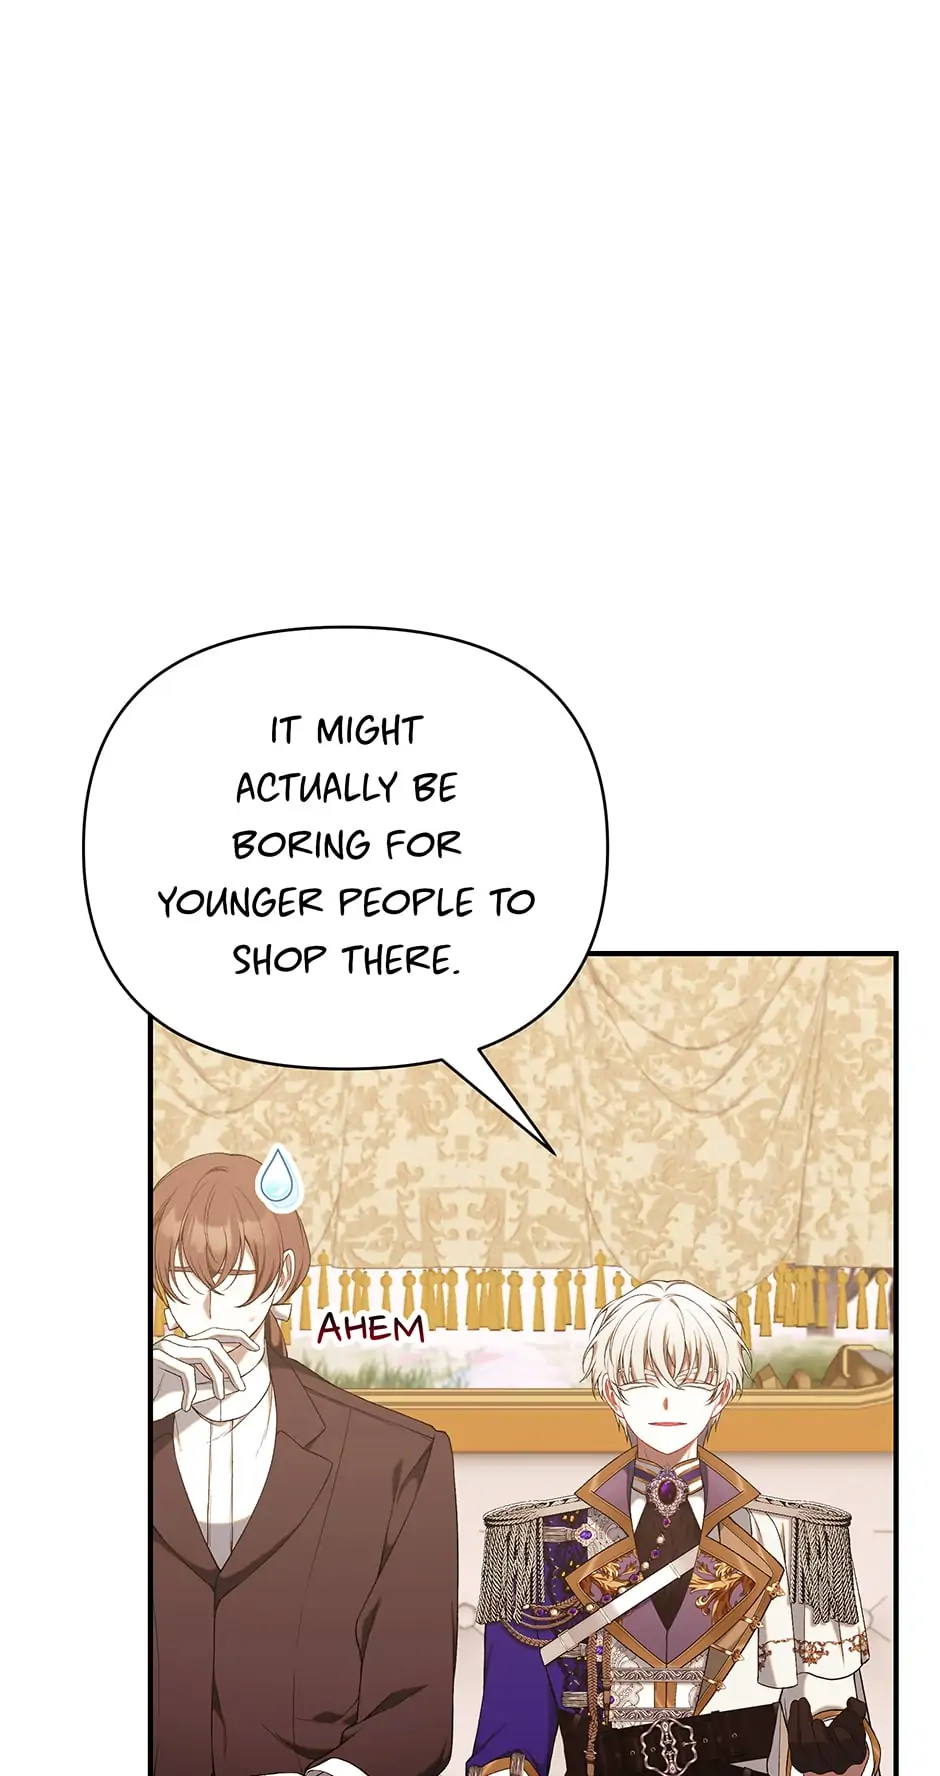 IT MIGHT
ACTUALLY BE
BORING FOR
YOUNGER PEOPLE TO
SHOP THERE.
AHEM